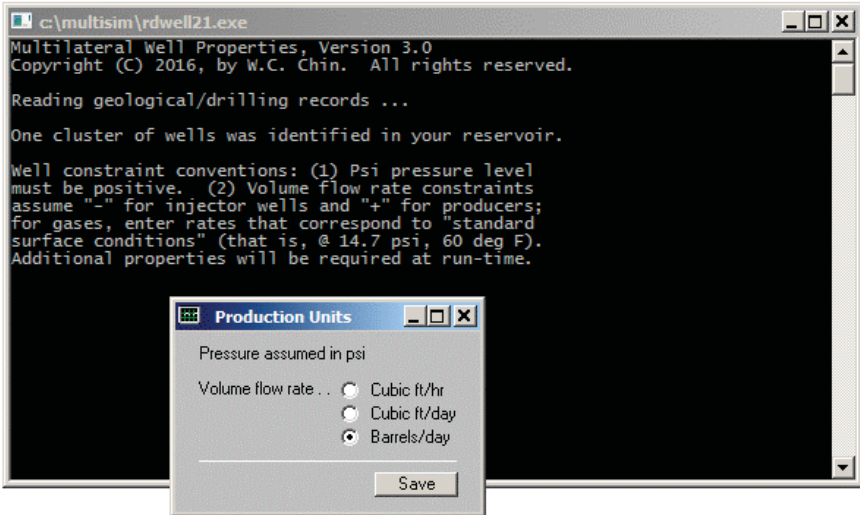 c:\multisim\rdwell21.exe
Multilateral Well Properties, Version 3.0
Copyright (C) 2016, by W.C. Chin.  All rights reserved.
Reading geological/drilling records ...
One cluster of wells was identified in your reservoir.
Well constraint conventions: (1) Psi pressure level
must be positive.  (2) Volume flow rate constraints
assume "-" for injector wells and "+" for producers;
for gases, enter rates that correspond to "standard
surface conditions" (that is, @ 14.7 psi, 60 deg F).
Additional properties will be required at run-time.
Production Units
Pressure assumed in psi
Volume flow rate . . Cubic ft/hr
Cubic ft/day
Barrels/day
Save